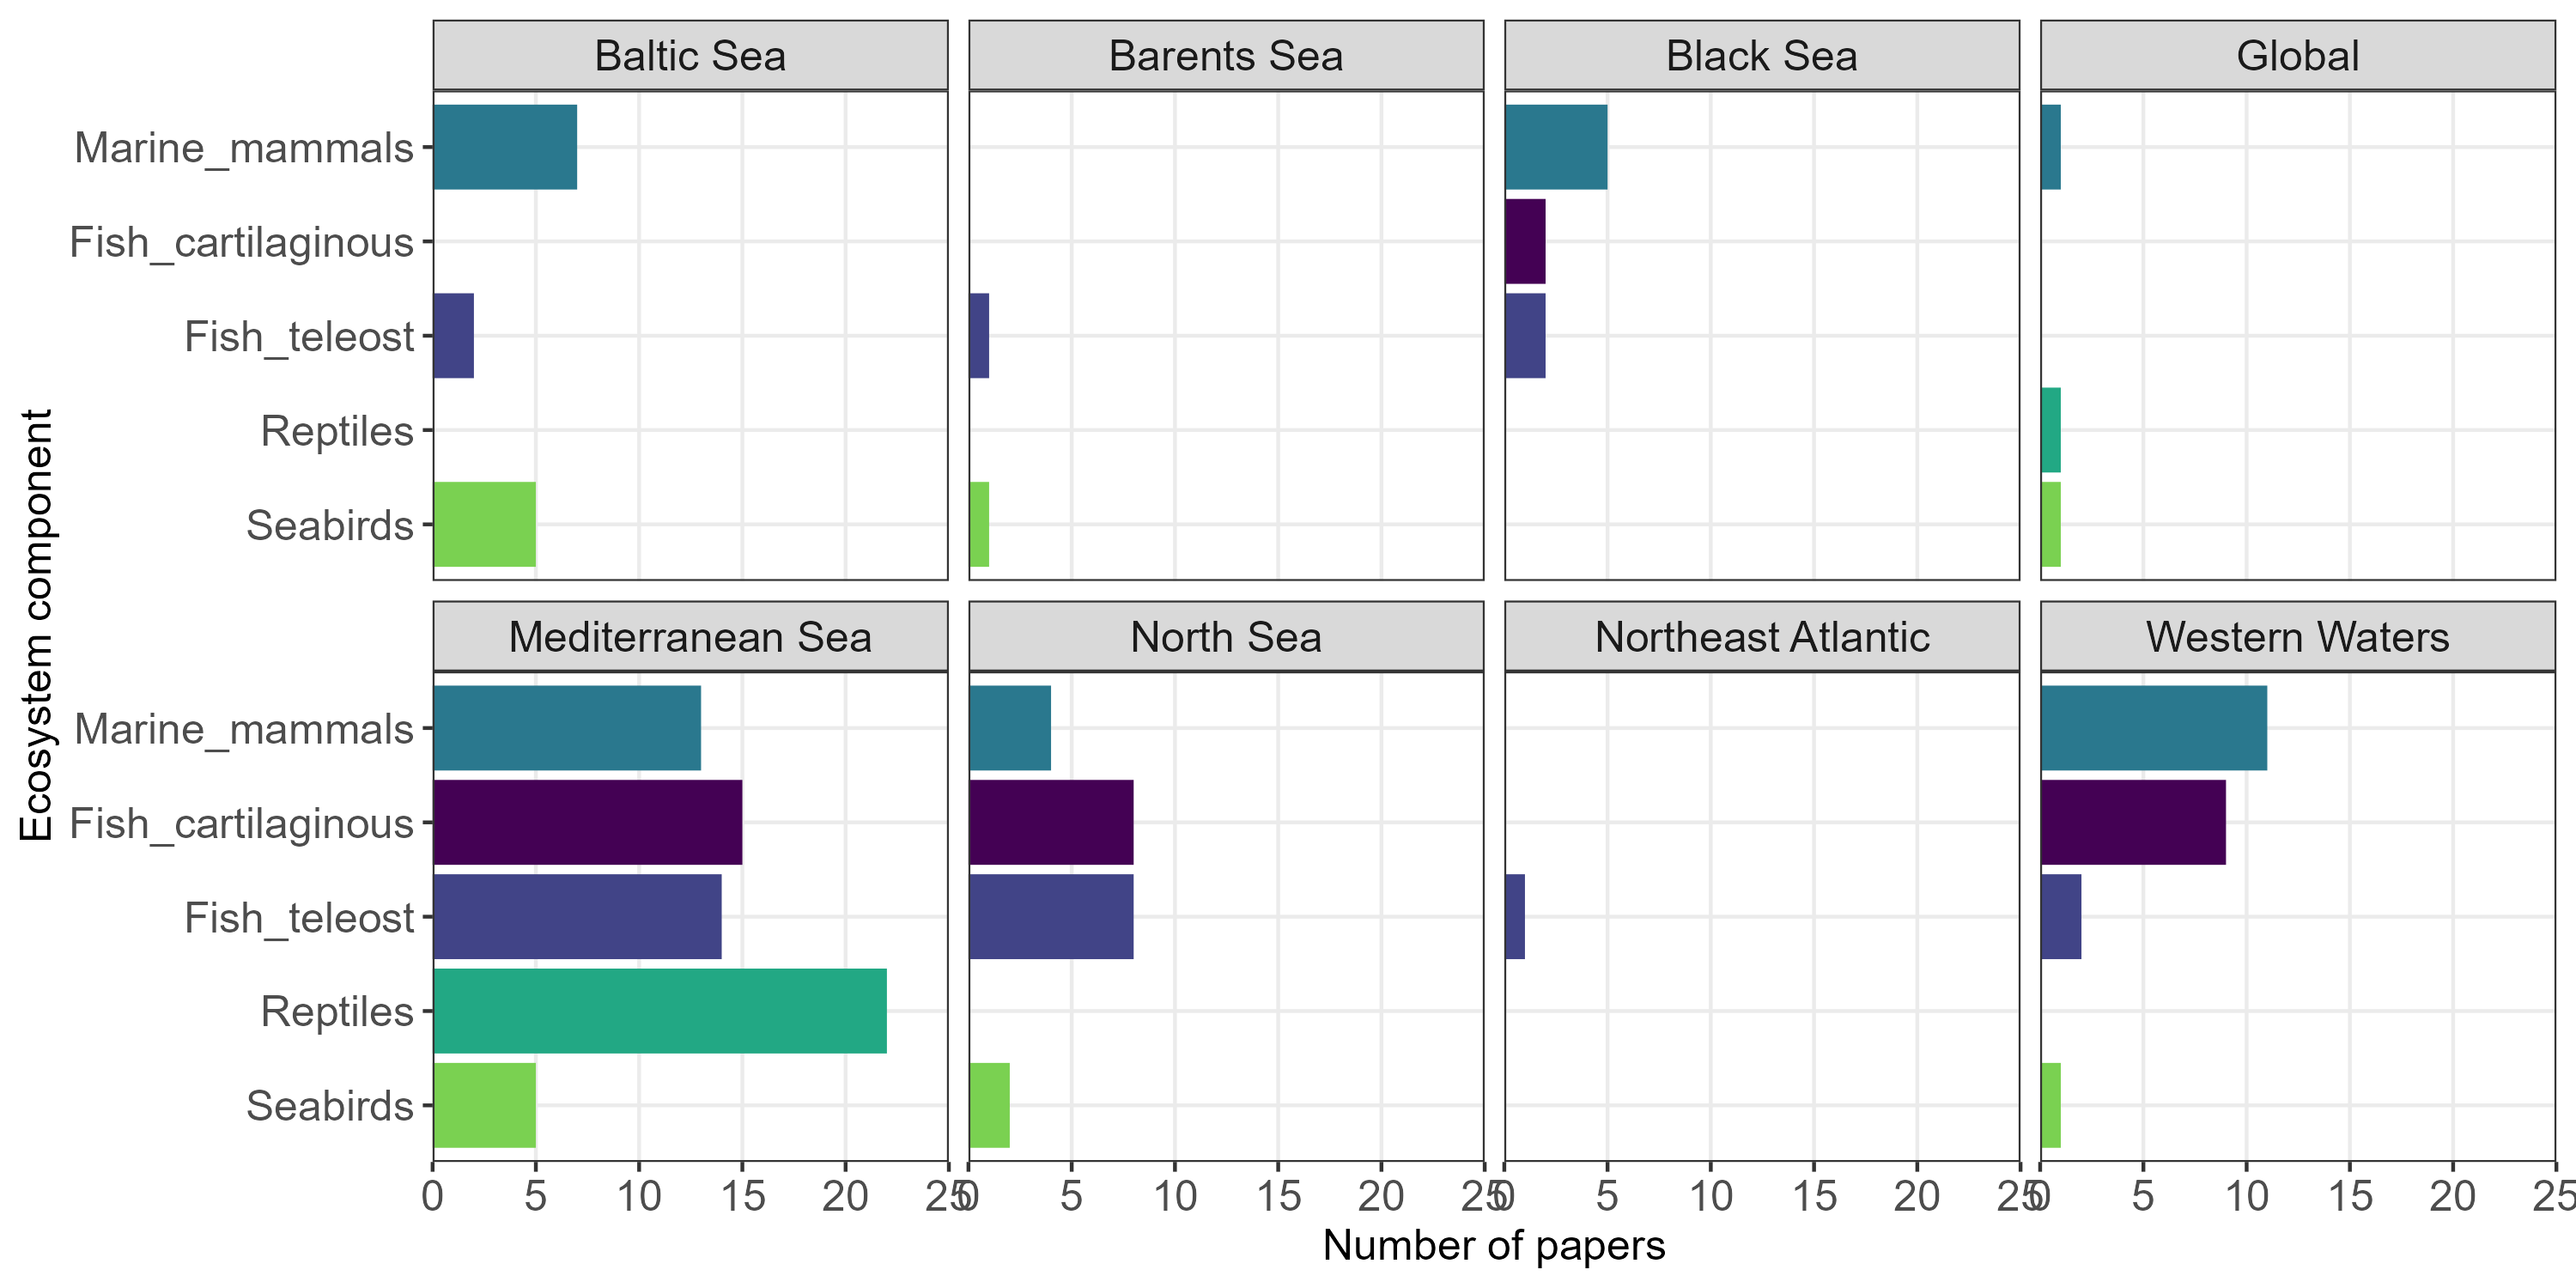 Baltic Sea
Barents Sea
Black Sea
Global
Marine_mammals
Fish_cartilaginous
Fish_teleost
Reptiles
Seabirds
Ecosystem component
Mediterranean Sea
North Sea
Northeast Atlantic
Western Waters
Marine_mammals
Fish_cartilaginous
Fish_teleost
Reptiles
Seabirds
0 5 10 15 20 25
0 5 10 15 20 25
0 5 10 15 20 25
0 5 10 15 20 25
Number of papers